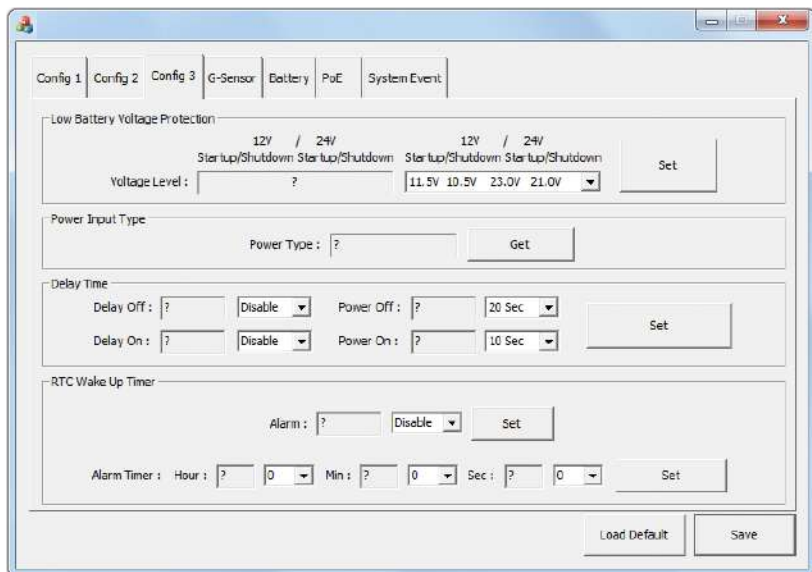 Config 1 Config 2 Config 3 G-Sensor Battery PoE System Event
Low Battery Voltage Protection
12V / 24V 12V / 24V
Startup/Shutdown Startup/Shutdown Startup/Shutdown Startup/Shutdown
Voltage Level : ? 11.5V 10.5V 23.0V 21.0V Set
Power Input Type
Power Type : ? Get
Delay Time
Delay Off : ? Disable Power Off : ? 20 Sec
Delay On : ? Disable Power On : ? 10 Sec Set
RTC Wake Up Timer
Alarm : ? Disable Set
Alarm Timer : Hour : ? 0 Min : ? 0 Sec : ? 0 Set
Load Default Save